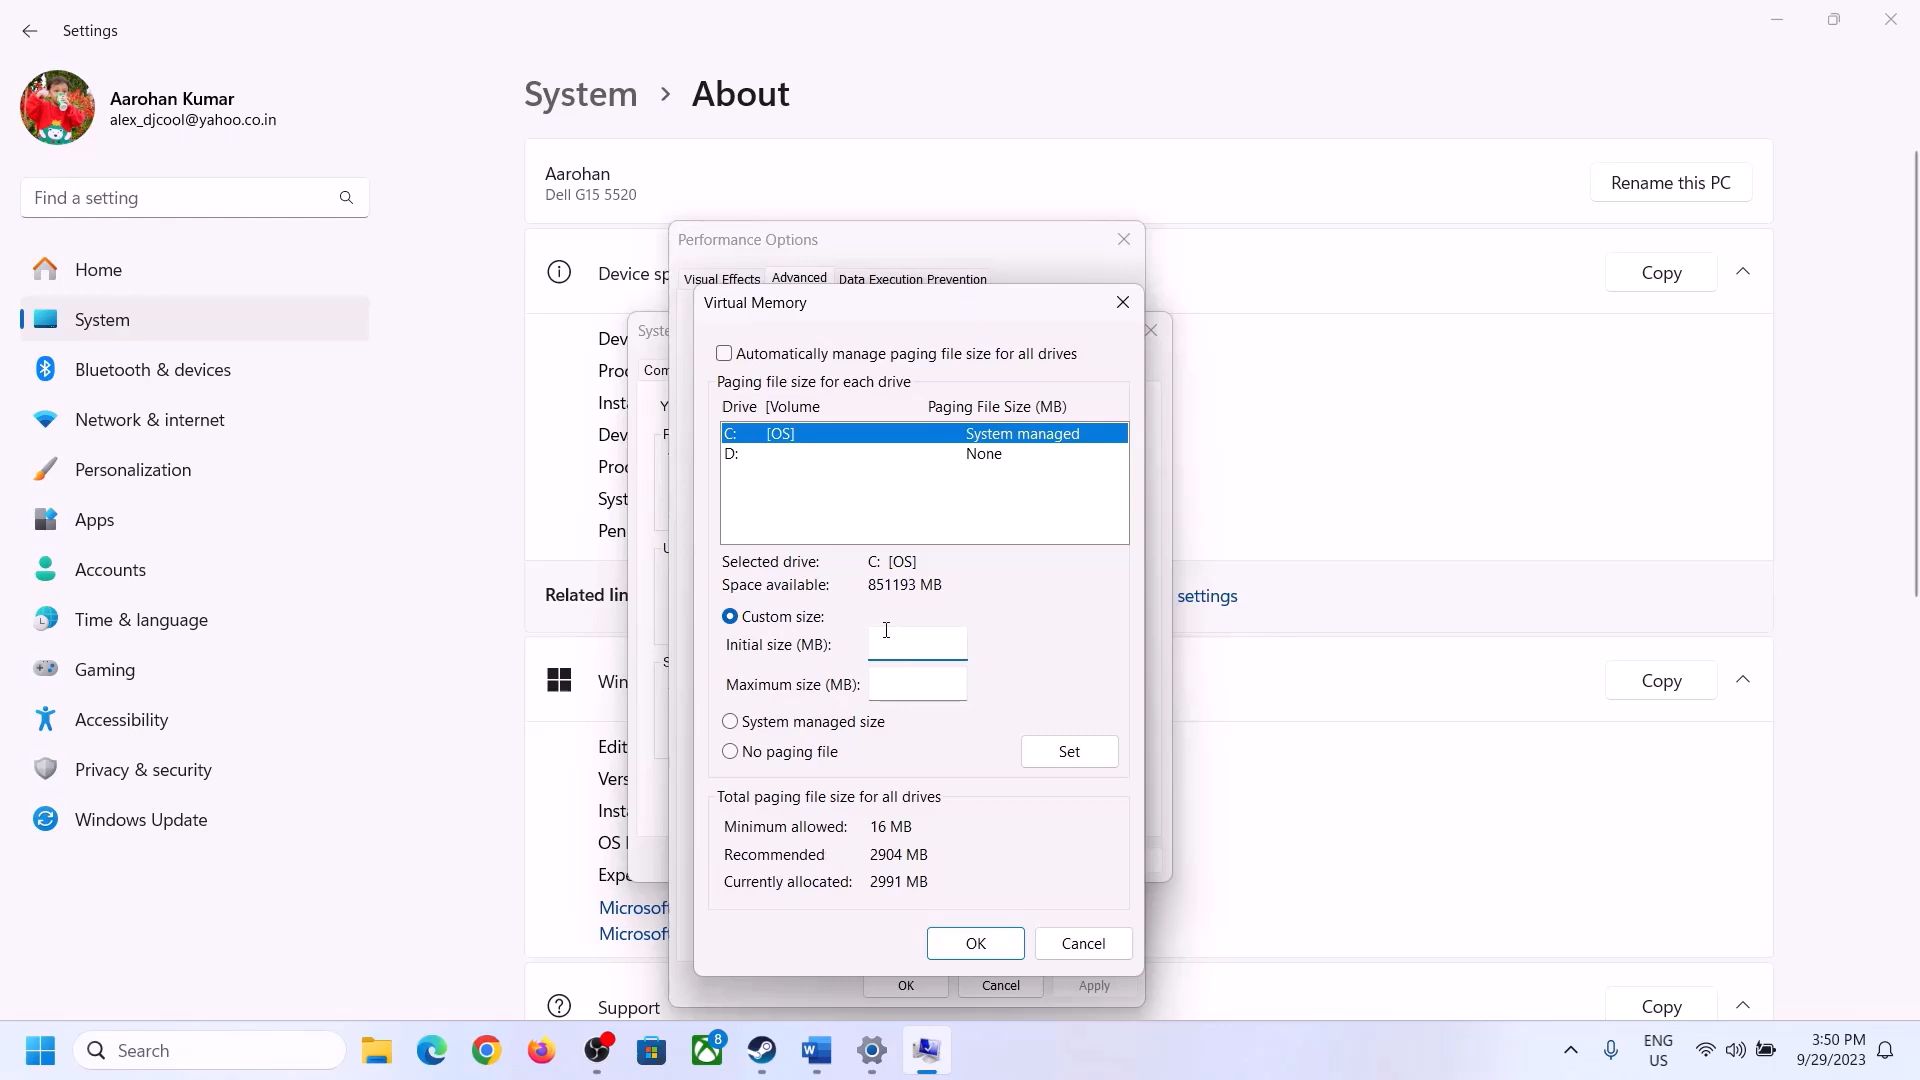 Settings
Aarohan Kumar
alex_djcool@yahoo.co.in
Find a setting
Home
System
Bluetooth & devices
Network & internet
Personalization
Apps
Accounts
Time & language
Gaming
Accessibility
Privacy & security
Windows Update
System > About
Aarohan
Dell G15 5520
Rename this PC
Copy
Related
settings
Copy
Support
Copy
Microsof
Microsof
Performance Options
Visual Effects Advanced Data Execution Prevention
OK Cancel Apply
Virtual Memory
Automatically manage paging file size for all drives
Paging file size for each drive
Drive [Volume Paging File Size (MB)
C: [OS] System managed
D: None
Selected drive: C: [OS]
Space available: 851193 MB
Custom size:
Initial size (MB):
Maximum size (MB):
System managed size
No paging file
Set
Total paging file size for all drives
Minimum allowed: 16 MB
Recommended 2904 MB
Currently allocated: 2991 MB
OK Cancel
Search
8
ENG
US
3:50 PM
9/29/2023